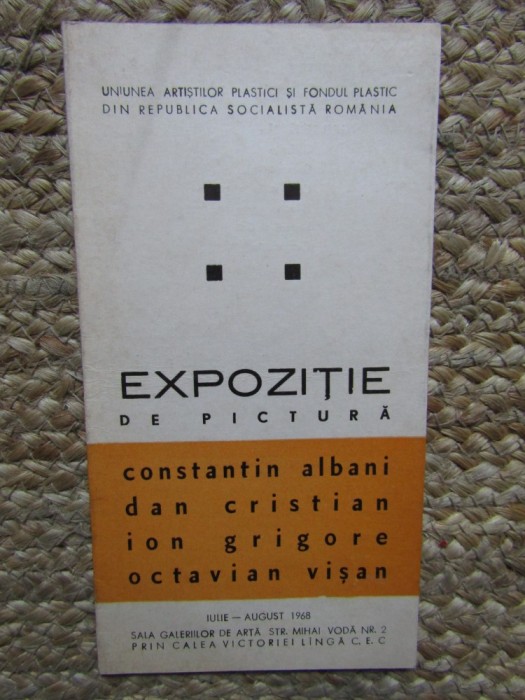 UNIUNEA ARTIȘTILOR PLASTICI ȘI FONDUL PLASTIC
DIN REPUBLICA SOCIALISTĂ ROMÂNIA
EXPOZIȚIE
DE PICTURĂ
constantin albani
dan cristian
ion grigore
octavian vișan
IULIE — AUGUST 1968
SALA GALERIILOR DE ARTĂ STR. MIHAI VODĂ NR. 2
PRIN CALEA VICTORIEI LÎNGĂ C. E. C